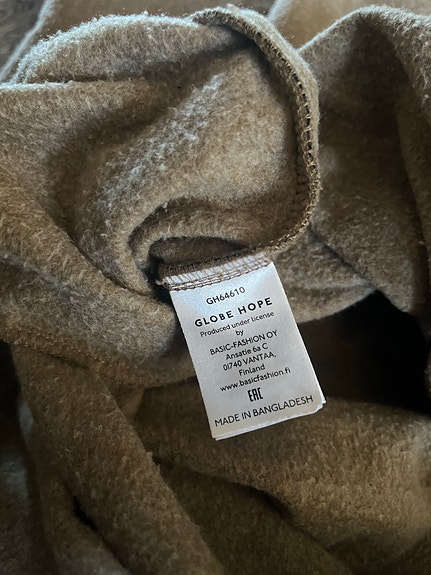 GH64610
GLOBE HOPE
Produced under license
by
BASIC-FASHION OY
Ansatie 6a C
01740 VANTAA,
Finland
www.basicfashion.fi
EAC
MADE IN BANGLADESH